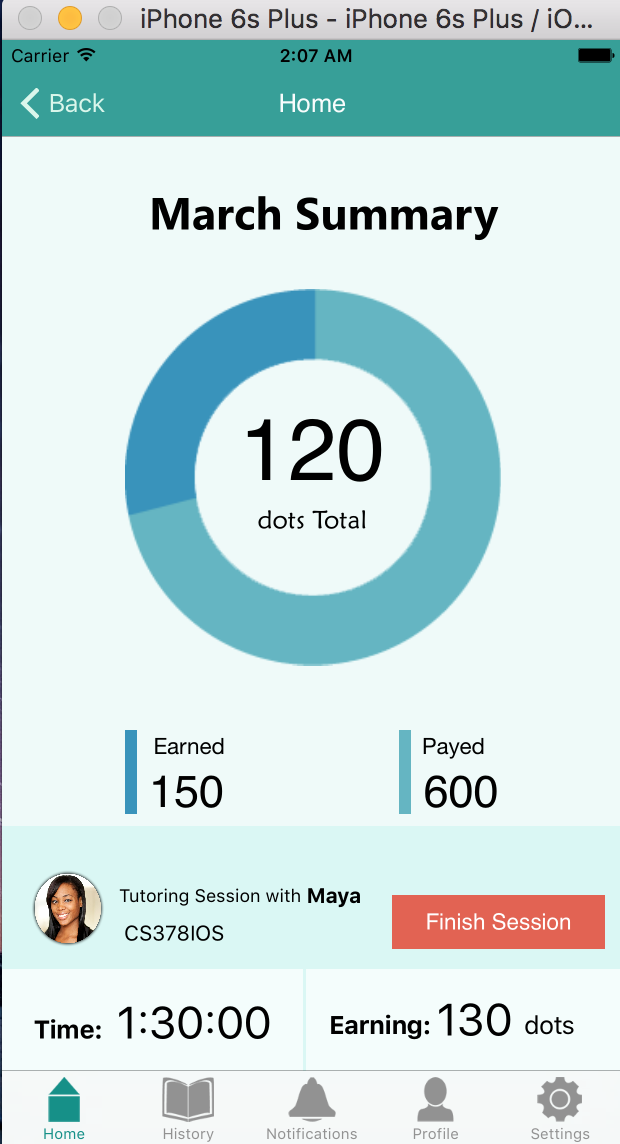 iPhone 6s Plus - iPhone 6s Plus / iO...
Carrier 2:07 AM
Back Home
March Summary
120
dots Total
Earned Payed
150 600
Tutoring Session with Maya
CS378IOS
Finish Session
Time: 1:30:00 Earning: 130 dots
Home History Notifications Profile Settings